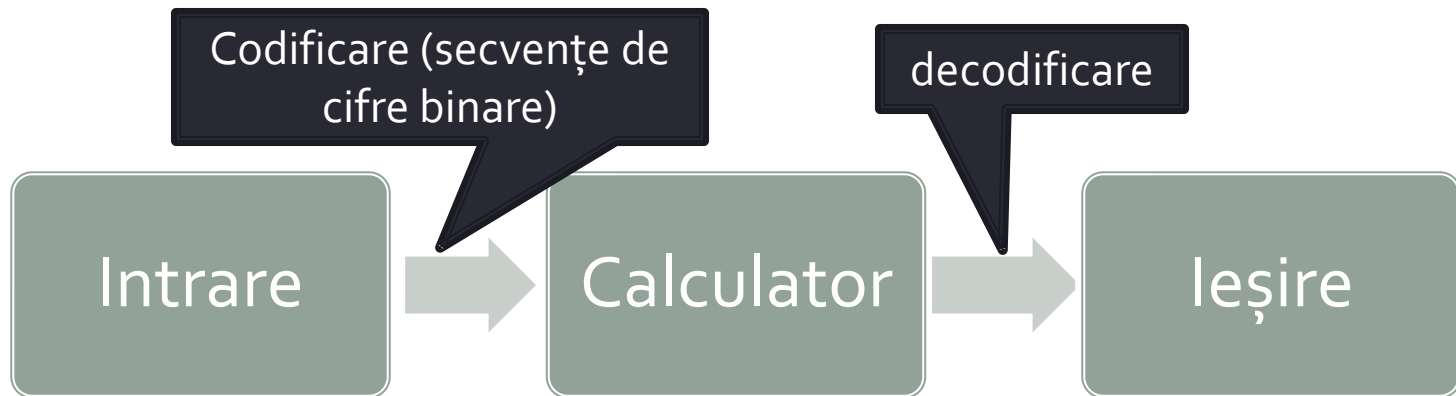 Codificare (secvențe de
cifre binare)
decodificare
Intrare
Calculator
Ieșire